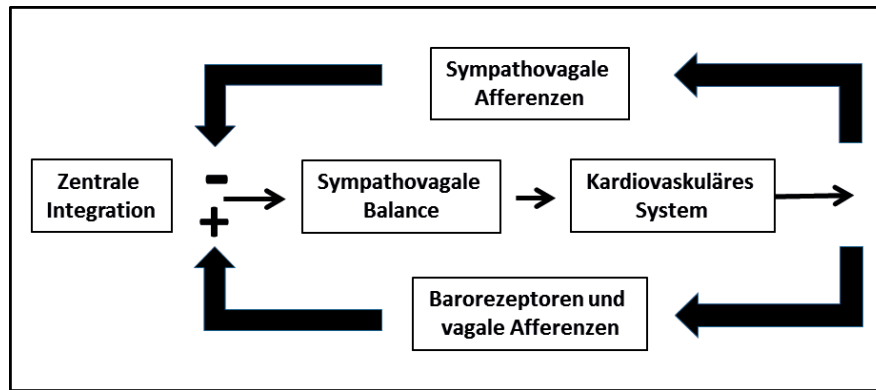 Sympathovagale
Afferenzen
Zentrale
Integration
-
+
Sympathovagale
Balance
Kardiovaskuläres
System
Barorezeptoren und
vagale Afferenzen